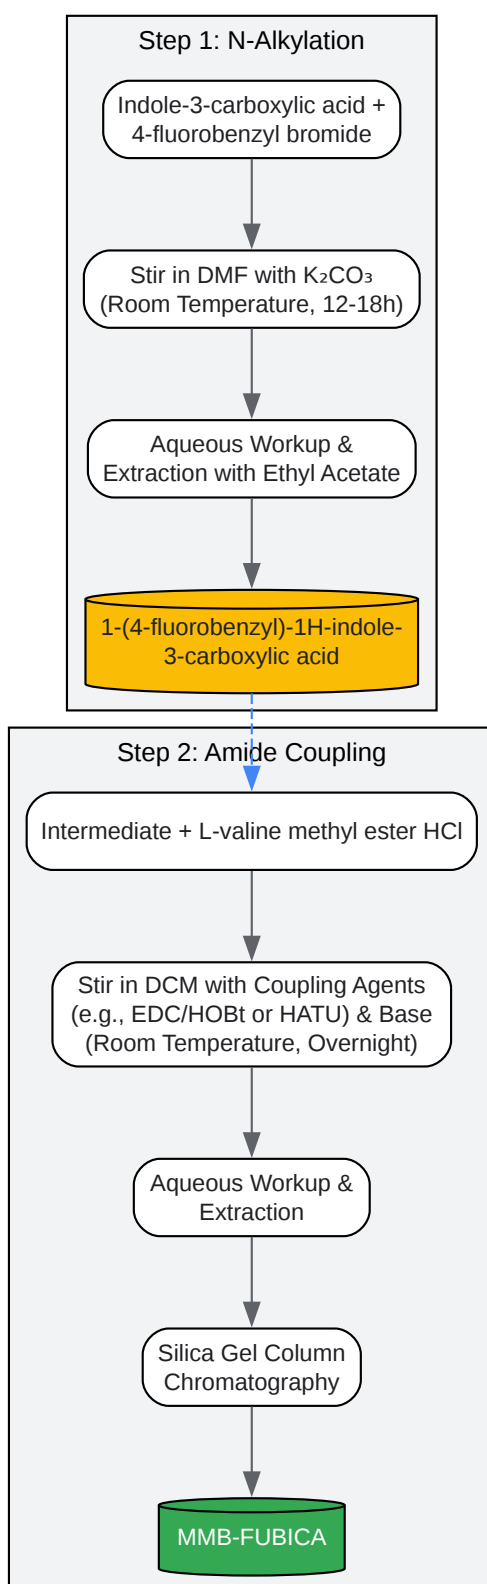 Step 1: N-Alkylation
Indole-3-carboxylic acid +
4-fluorobenzyl bromide
Stir in DMF with K₂CO₃
(Room Temperature, 12-18h)
Aqueous Workup &
Extraction with Ethyl Acetate
1-(4-fluorobenzyl)-1H-indole-
3-carboxylic acid
Step 2: Amide Coupling
Intermediate + L-valine methyl ester HCl
Stir in DCM with Coupling Agents
(e.g., EDC/HOBt or HATU) & Base
(Room Temperature, Overnight)
Aqueous Workup &
Extraction
Silica Gel Column
Chromatography
MMB-FUBICA